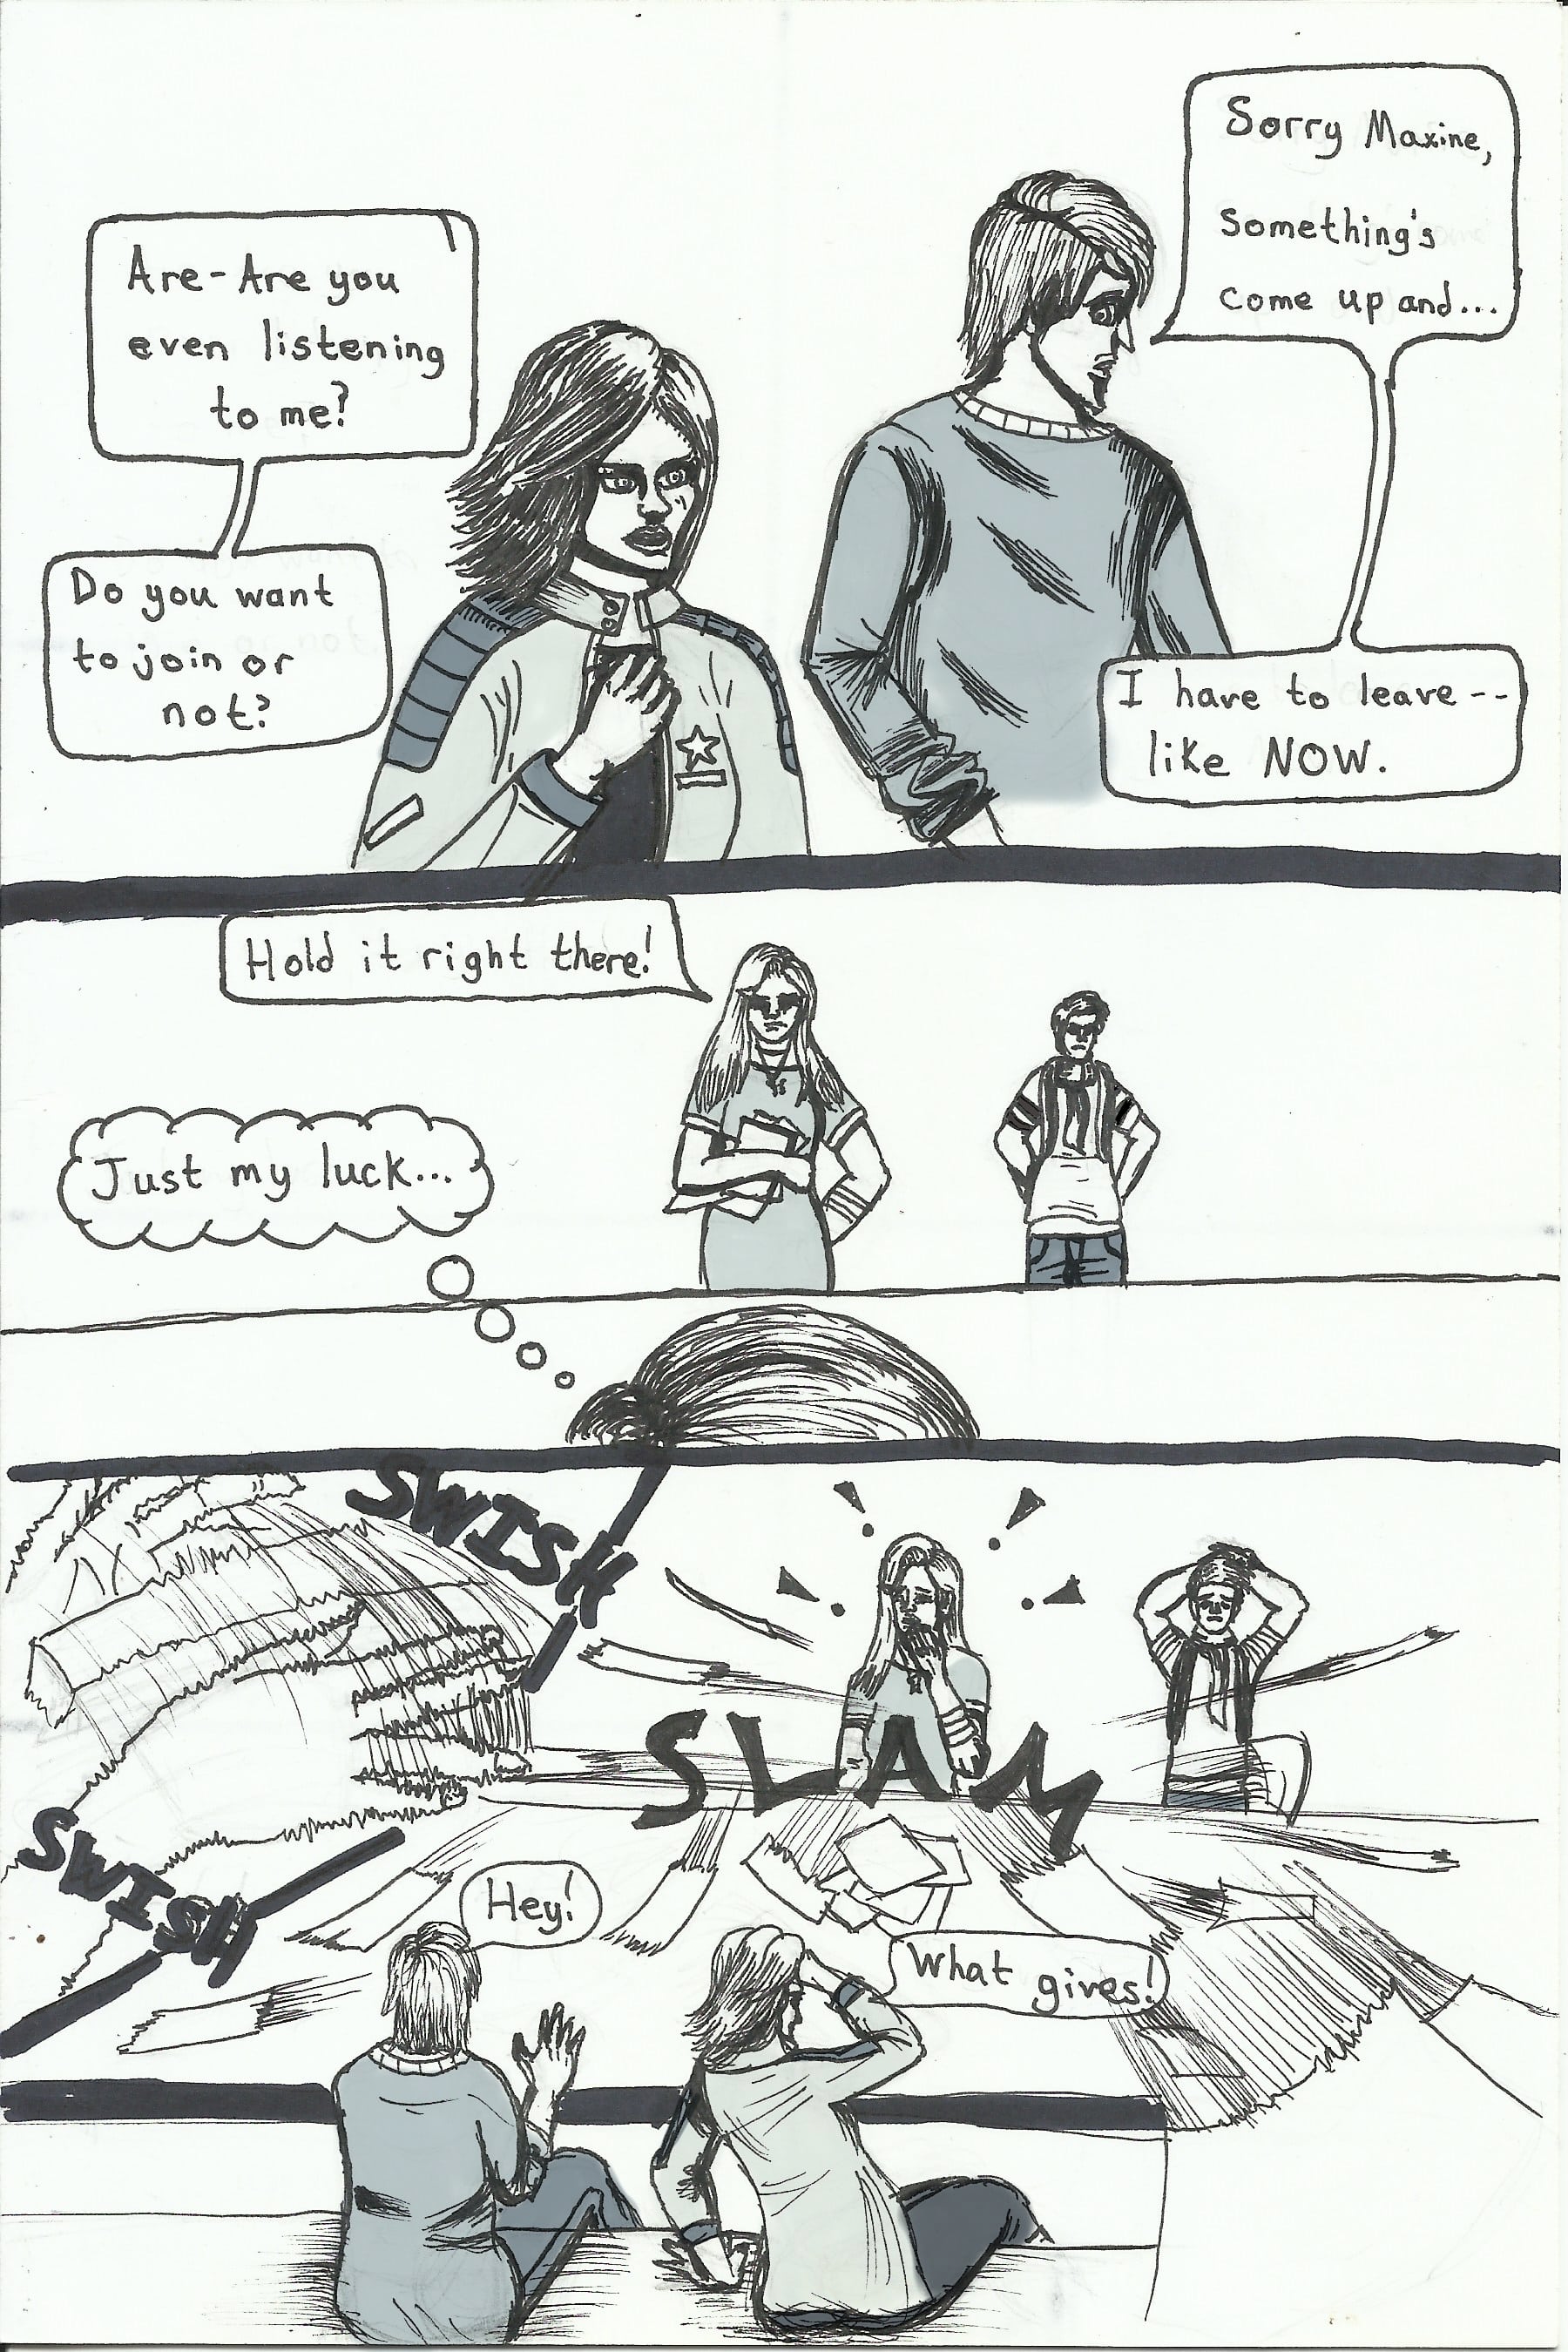 Are-Are you
even listening
to me?
Do you want
to join or
not?
Sorry Maxine,
something's
come up and...
I have to leave--
like NOW.
Hold it right there!
Just my luck...
SWISH
SLAM
SWISH
Hey!
What gives!